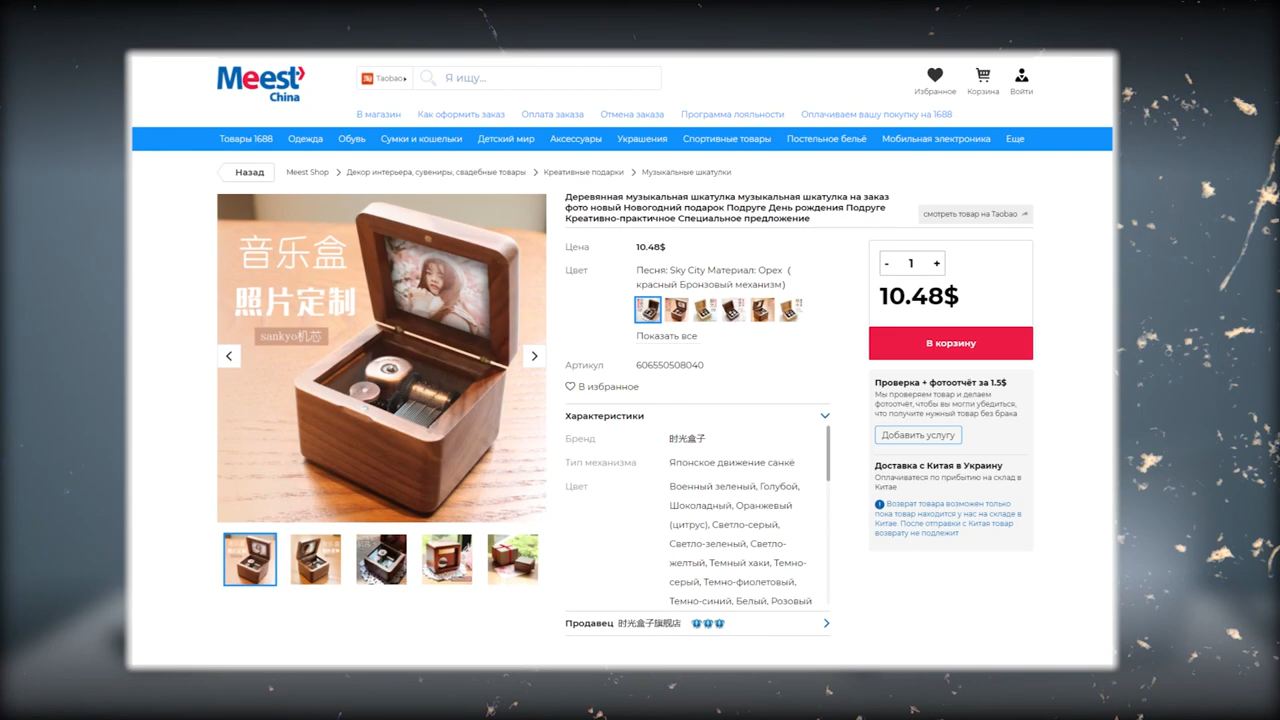 Meest
China
Taobao
Я ищу...
Избранное
Корзина
Войти
В магазин
Как оформить заказ
Оплата заказа
Отмена заказа
Программа лояльности
Оплачиваем вашу покупку на 1688
Товары 1688
Одежда
Обувь
Сумки и кошельки
Детский мир
Аксессуары
Украшения
Спортивные товары
Постельное бельё
Мобильная электроника
Еще
Назад
Meest Shop
Декор интерьера, сувениры, свадебные товары
Креативные подарки
Музыкальные шкатулки
音乐盒
照片定制
sankyo机芯
Деревянная музыкальная шкатулка музыкальная шкатулка на заказ
фото новый Новогодний подарок Подруге День рождения Подруге
Креативно-практичное Специальное предложение
смотреть товар на Taobao
Цена 10.48$
Цвет Песня: Sky City Материал: Орех (
красный Бронзовый механизм)
Показать все
Артикул 606550508040
В избранное
Характеристики
Бренд 时光盒子
Тип механизма Японское движение санкё
Цвет Военный зеленый, Голубой,
Шоколадный, Оранжевый
(цитрус), Светло-серый,
Светло-зеленый, Светло-
желтый, Темный хаки, Темно-
серый, Темно-фиолетовый,
Темно-синий, Белый, Розовый
Продавец 时光盒子旗舰店
- 1 +
10.48$
В корзину
Проверка + фотоотчёт за 1.5$
Мы проверяем товар и делаем
фотоотчёт, чтобы вы могли убедиться,
что получите нужный товар без брака
Добавить услугу
Доставка с Китая в Украину
Оплачивается по прибытию на склад в
Китае
Возврат товара возможен только
пока товар находится у нас на складе в
Китае. После отправки с Китая товар
возврату не подлежит